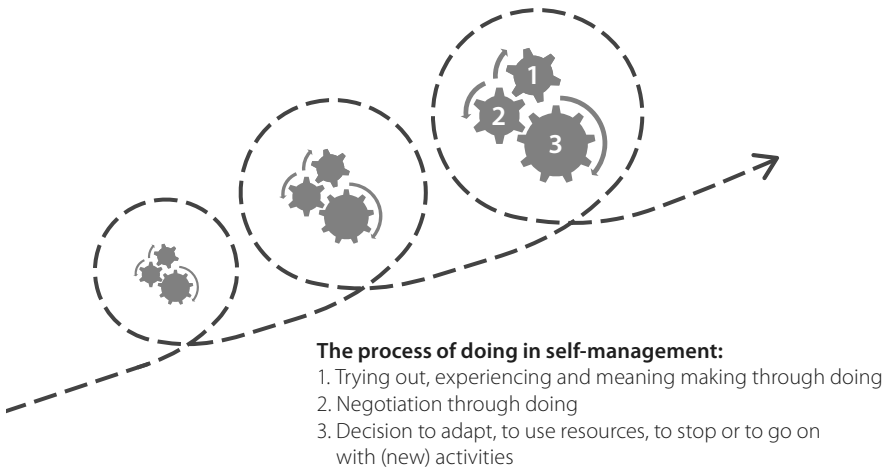 1
2
3
The process of doing in self-management:
1. Trying out, experiencing and meaning making through doing
2. Negotiation through doing
3. Decision to adapt, to use resources, to stop or to go on
with (new) activities